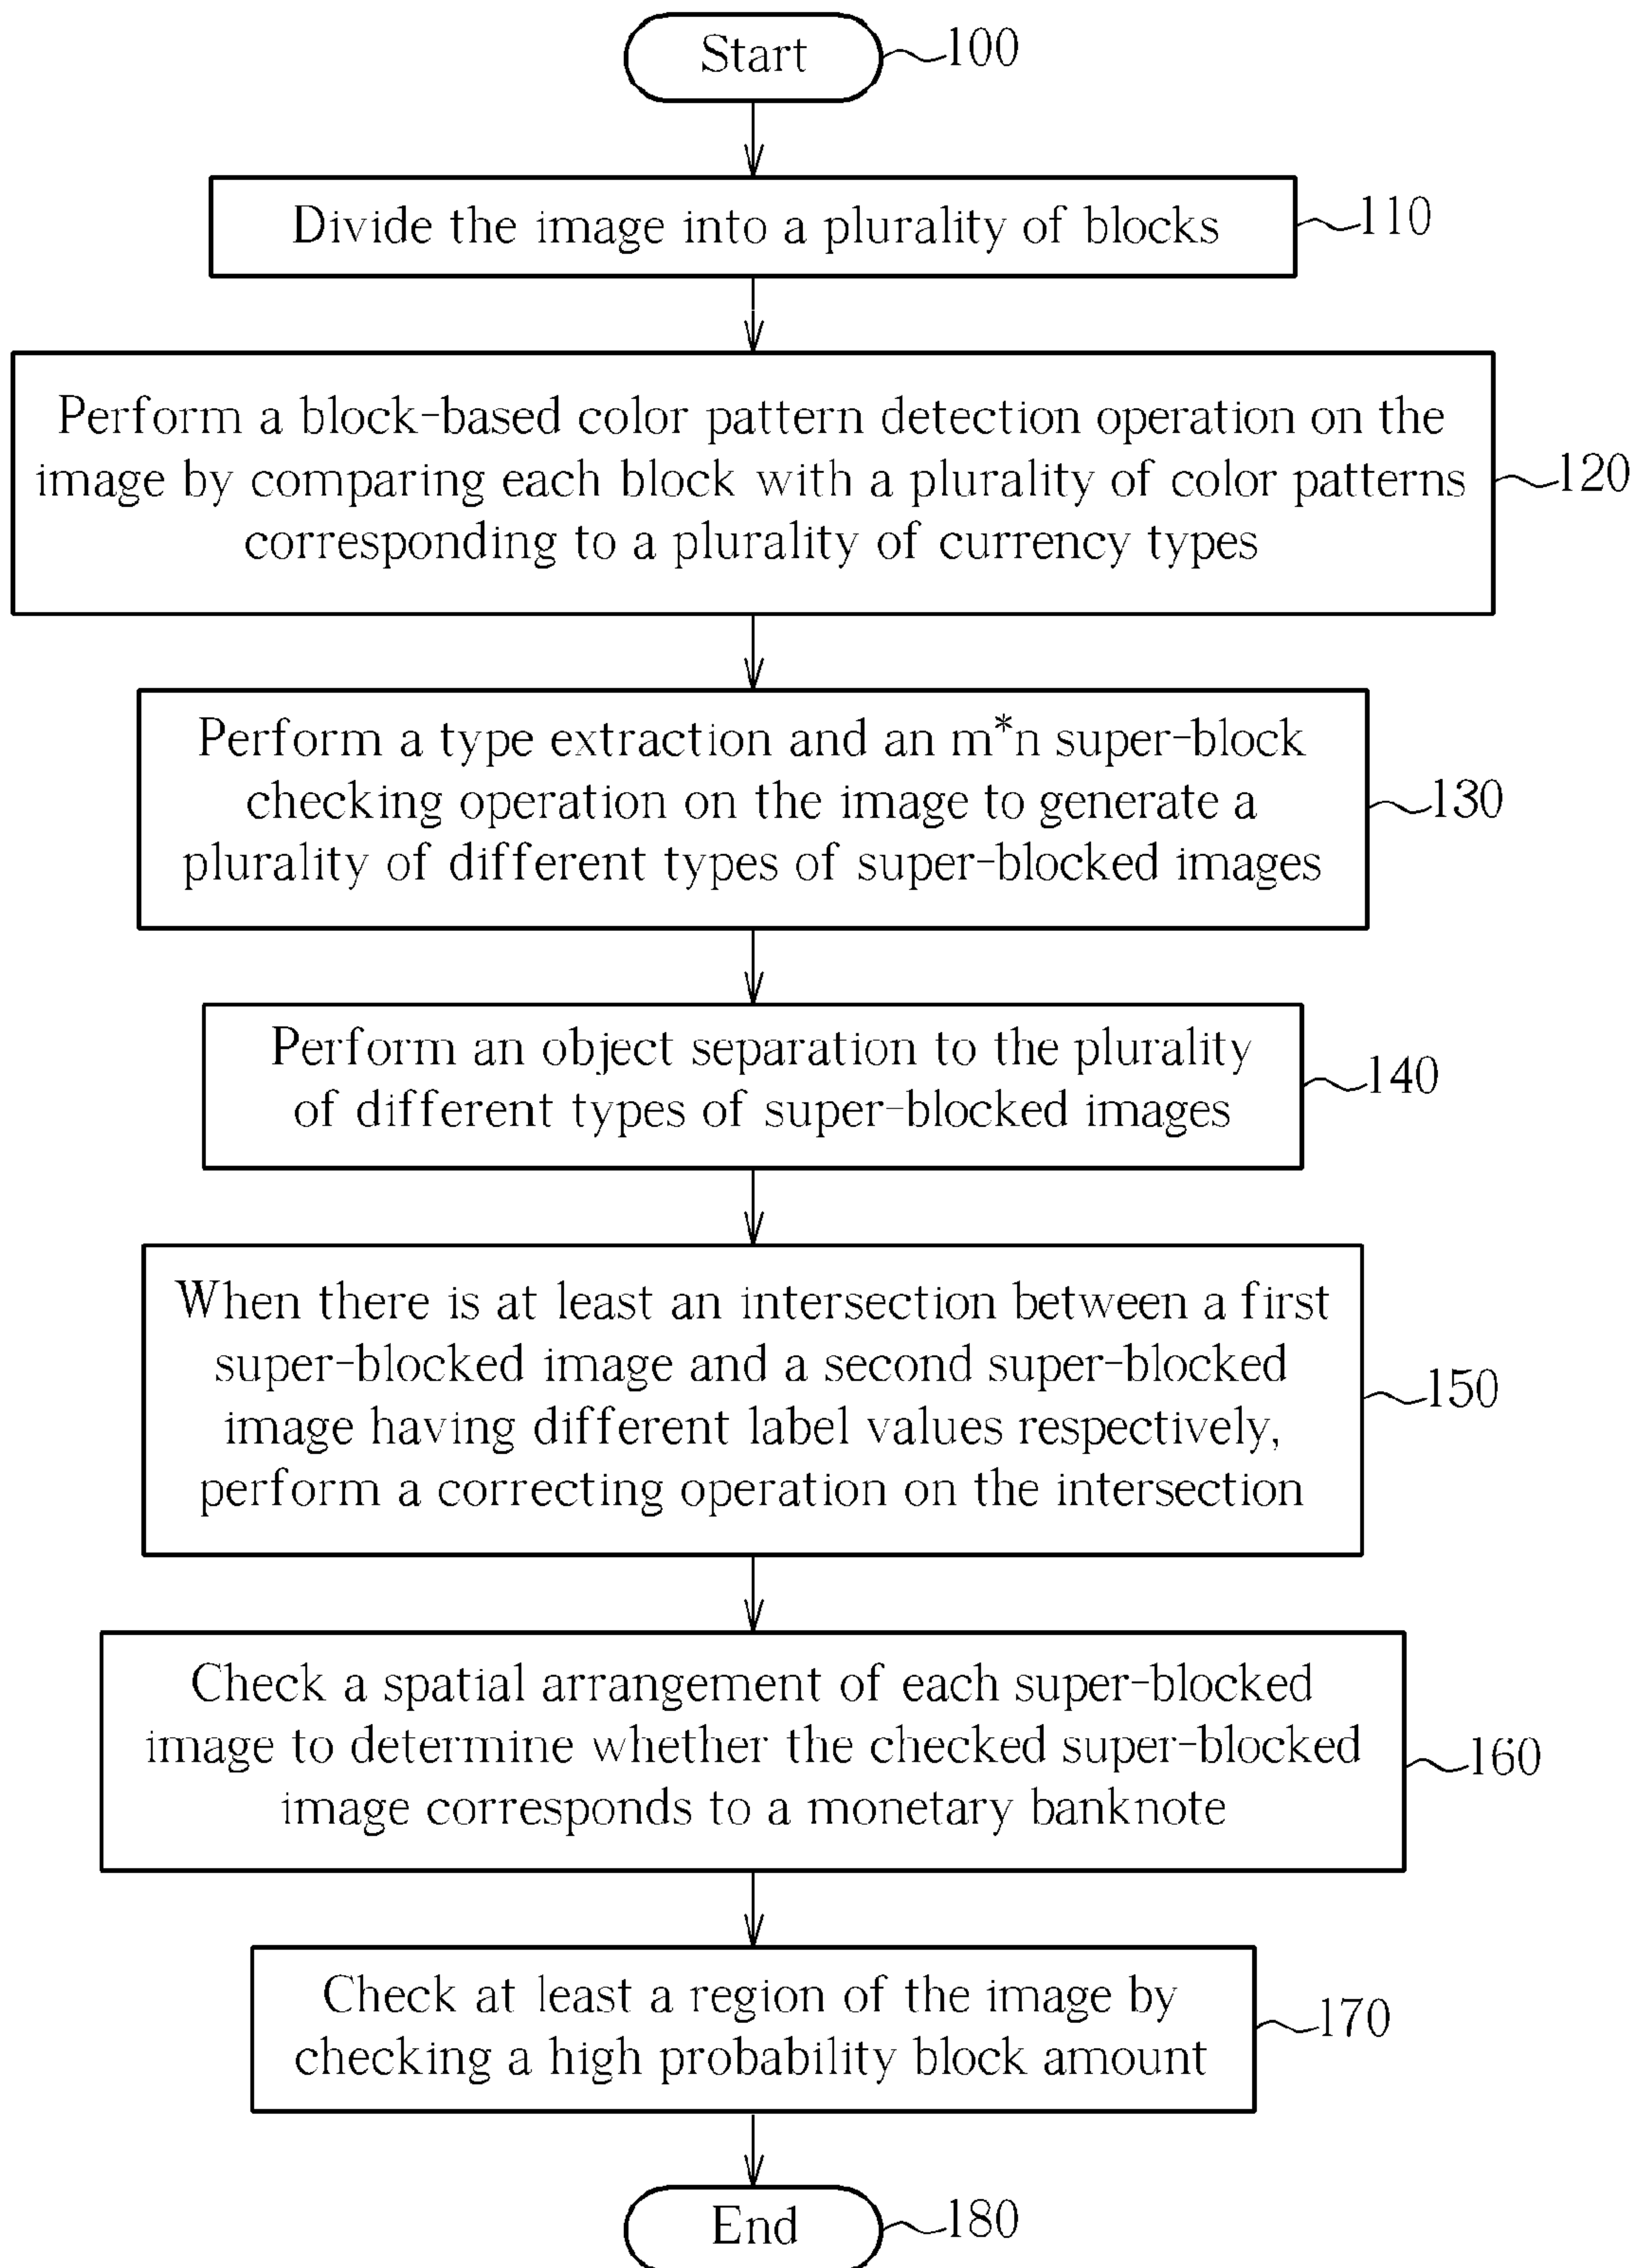 Start
100
Divide the image into a plurality of blocks
110
Perform a block-based color pattern detection operation on the
image by comparing each block with a plurality of color patterns
corresponding to a plurality of currency types
120
Perform a type extraction and an m*n super-block
checking operation on the image to generate a
plurality of different types of super-blocked images
130
Perform an object separation to the plurality
of different types of super-blocked images
140
When there is at least an intersection between a first
super-blocked image and a second super-blocked
image having different label values respectively,
perform a correcting operation on the intersection
150
Check a spatial arrangement of each super-blocked
image to determine whether the checked super-blocked
image corresponds to a monetary banknote
160
Check at least a region of the image by
checking a high probability block amount
170
End
180